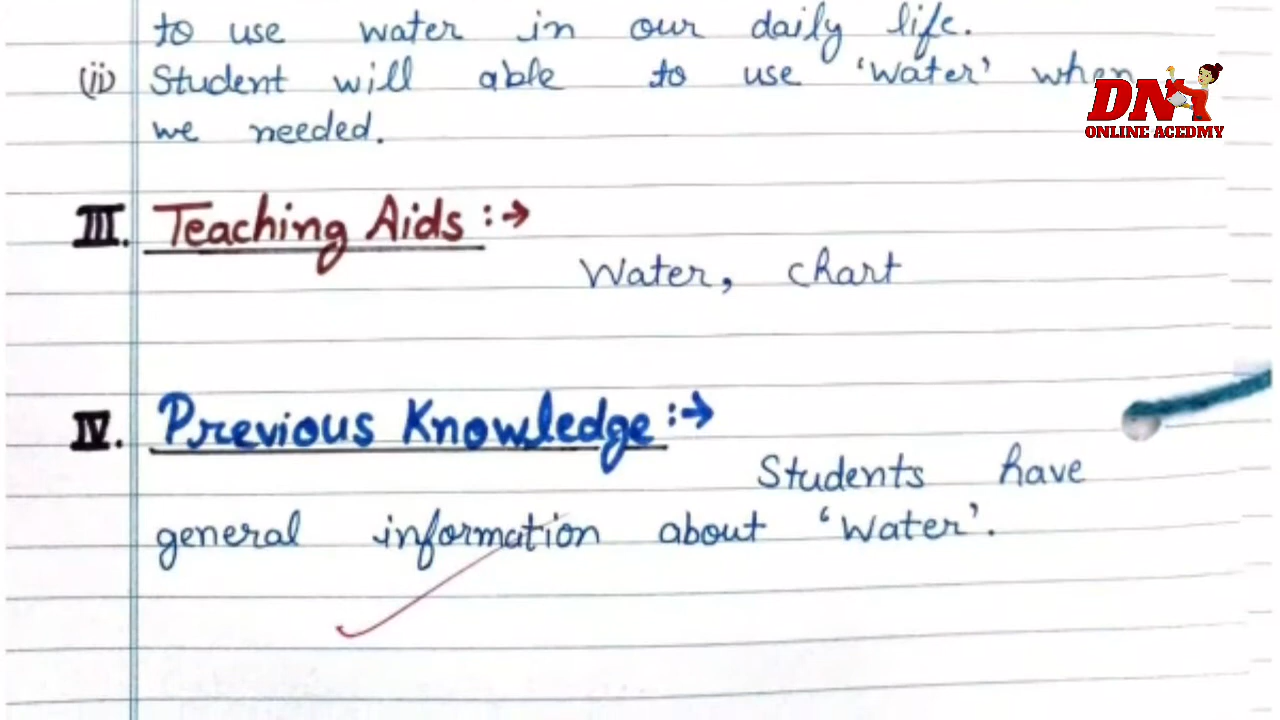 to use water in our daily life.
(ii) Student will able to use 'Water' when
we needed.
DN
ONLINE ACEDMY
III. Teaching Aids :→
Water, chart
IV. Previous Knowledge :→
Students have
general information about 'Water'.